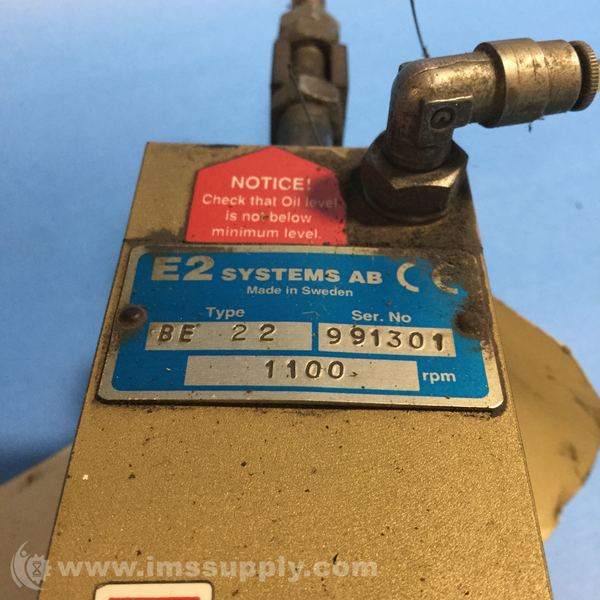 NOTICE!
Check that Oil level
is not below
minimum level.
E2 SYSTEMS AB CE
Made in Sweden
Type Ser. No
BE 22 991301
1100 rpm
www.imssupply.com